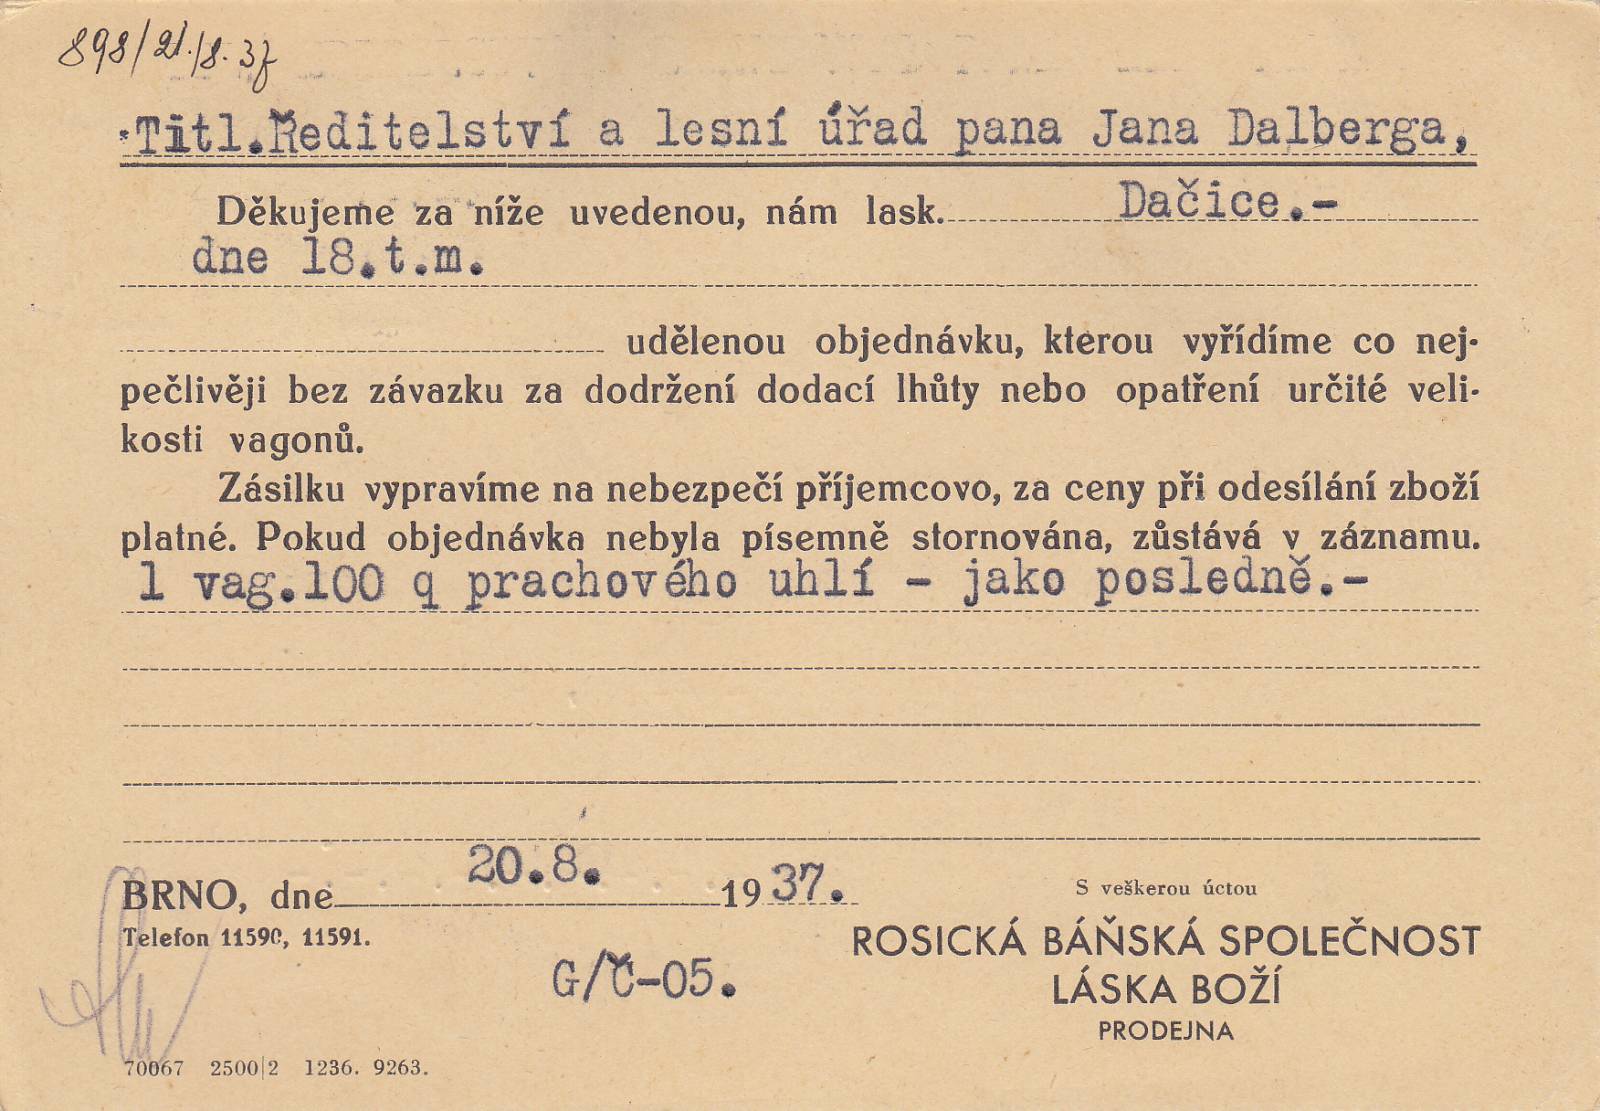 898/21./8.37
Titl.Ředitelství a lesní úřad pana Jana Dalberga,
Děkujeme za níže uvedenou, nám lask. Dačice.-
dne 18.t.m.
udělenou objednávku, kterou vyřídíme co nej-
pečlivěji bez závazku za dodržení dodací lhůty nebo opatření určité veli-
kosti vagonů.
Zásilku vypravíme na nebezpečí příjemcovo, za ceny při odesílání zboží
platné. Pokud objednávka nebyla písemně stornována, zůstává v záznamu.
1 vag.100 q prachového uhlí - jako posledně.-
BRNO, dne 20.8. 1937.
S veškerou úctou
Telefon 11590, 11591.
ROSICKÁ BÁŇSKÁ SPOLEČNOST
LÁSKA BOŽÍ
G/Č-05.
PRODEJNA
70067 2500|2 1236. 9263.